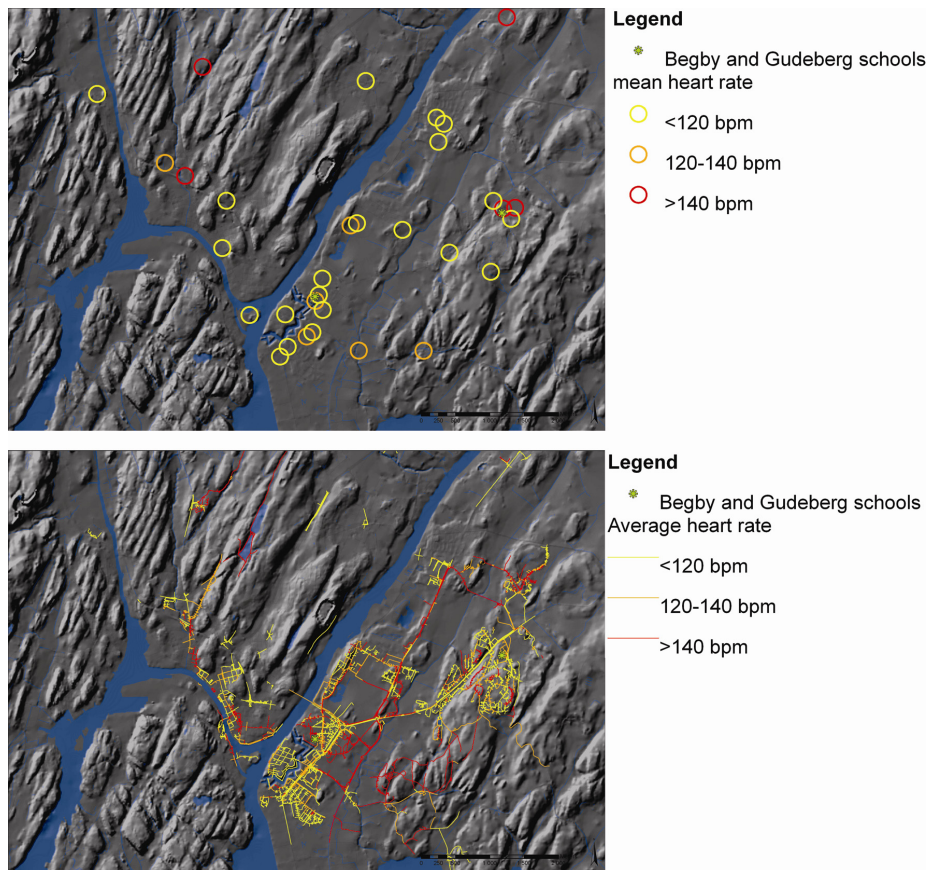 Legend
Begby and Gudeberg schools
mean heart rate
<120 bpm
120-140 bpm
>140 bpm
Legend
Begby and Gudeberg schools
Average heart rate
<120 bpm
120-140 bpm
>140 bpm